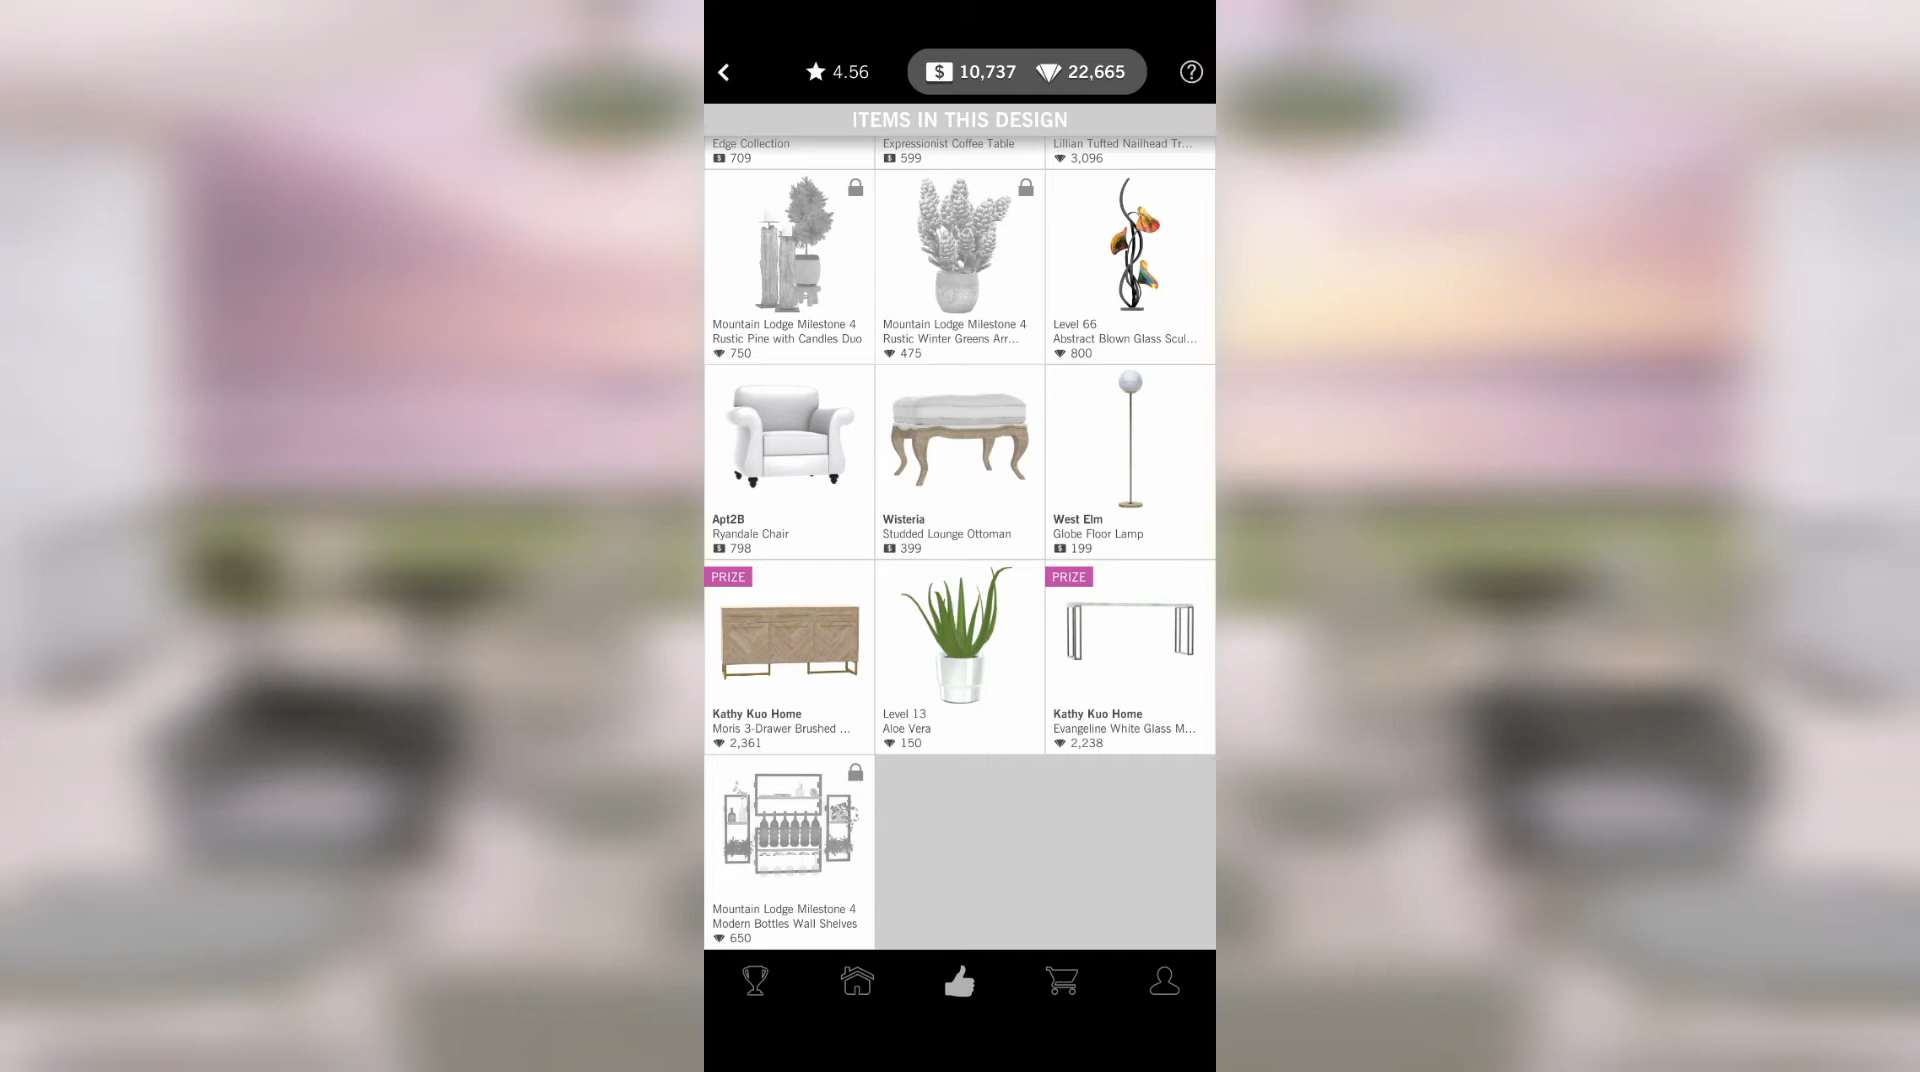 4.56
$ 10,737
22,665
?
ITEMS IN THIS DESIGN
Edge Collection
$ 709
Expressionist Coffee Table
$ 599
Lillian Tufted Nailhead Tr...
3,096
Mountain Lodge Milestone 4
Rustic Pine with Candles Duo
750
Mountain Lodge Milestone 4
Rustic Winter Greens Arr...
475
Level 66
Abstract Blown Glass Scul...
800
Apt2B
Ryandale Chair
$ 798
Wisteria
Studded Lounge Ottoman
$ 399
West Elm
Globe Floor Lamp
$ 199
PRIZE
Kathy Kuo Home
Moris 3-Drawer Brushed ...
2,361
Level 13
Aloe Vera
150
PRIZE
Kathy Kuo Home
Evangeline White Glass M...
2,238
Mountain Lodge Milestone 4
Modern Bottles Wall Shelves
650